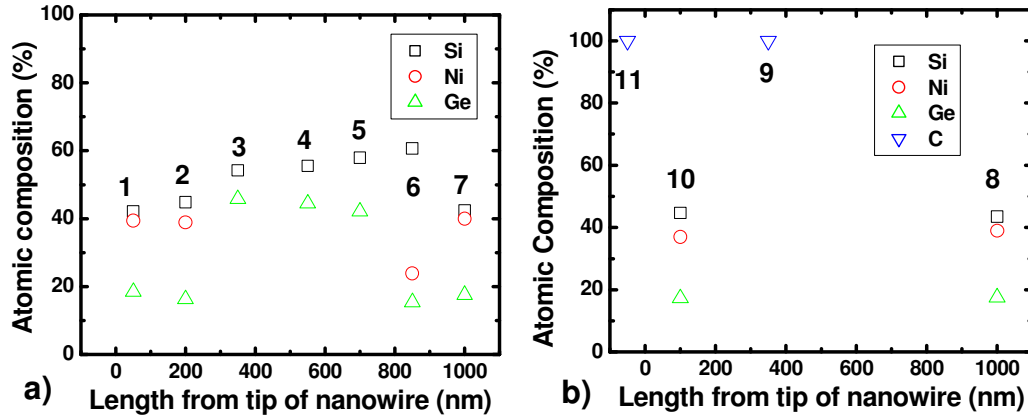 100
80
60
40
20
0
Atomic composition (%)
Si
Ni
Ge
1
2
3
4
5
6
7
0 200 400 600 800 1000
a) Length from tip of nanowire (nm)
100
80
60
40
20
0
Atomic Composition (%)
Si
Ni
Ge
C
11
9
10
8
0 200 400 600 800 1000
b) Length from tip of nanowire (nm)